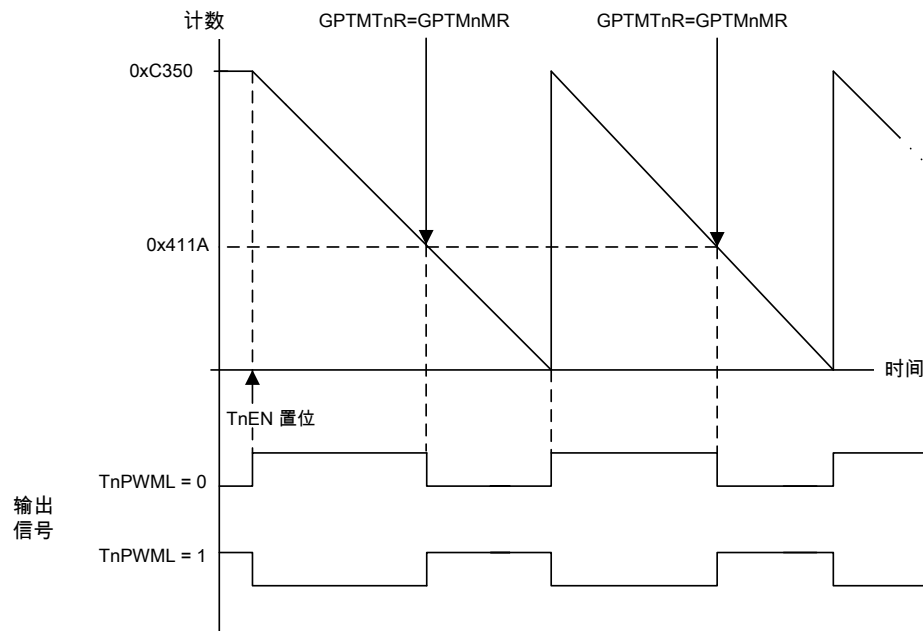 计数
GPTMTnR=GPTMnMR
GPTMTnR=GPTMnMR
0xC350
0x411A
时间
TnEN 置位
TnPWML = 0
输出
信号
TnPWML = 1